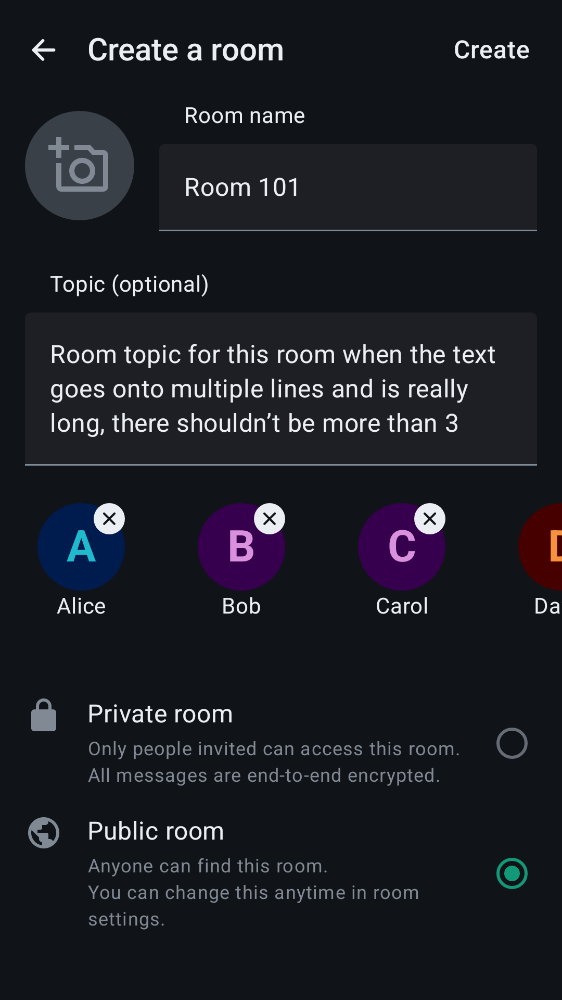 Create a room
Create
Room name
Room 101
Topic (optional)
Room topic for this room when the text
goes onto multiple lines and is really
long, there shouldn’t be more than 3
A
B
C
D
Alice
Bob
Carol
Da
Private room
Only people invited can access this room.
All messages are end-to-end encrypted.
Public room
Anyone can find this room.
You can change this anytime in room
settings.